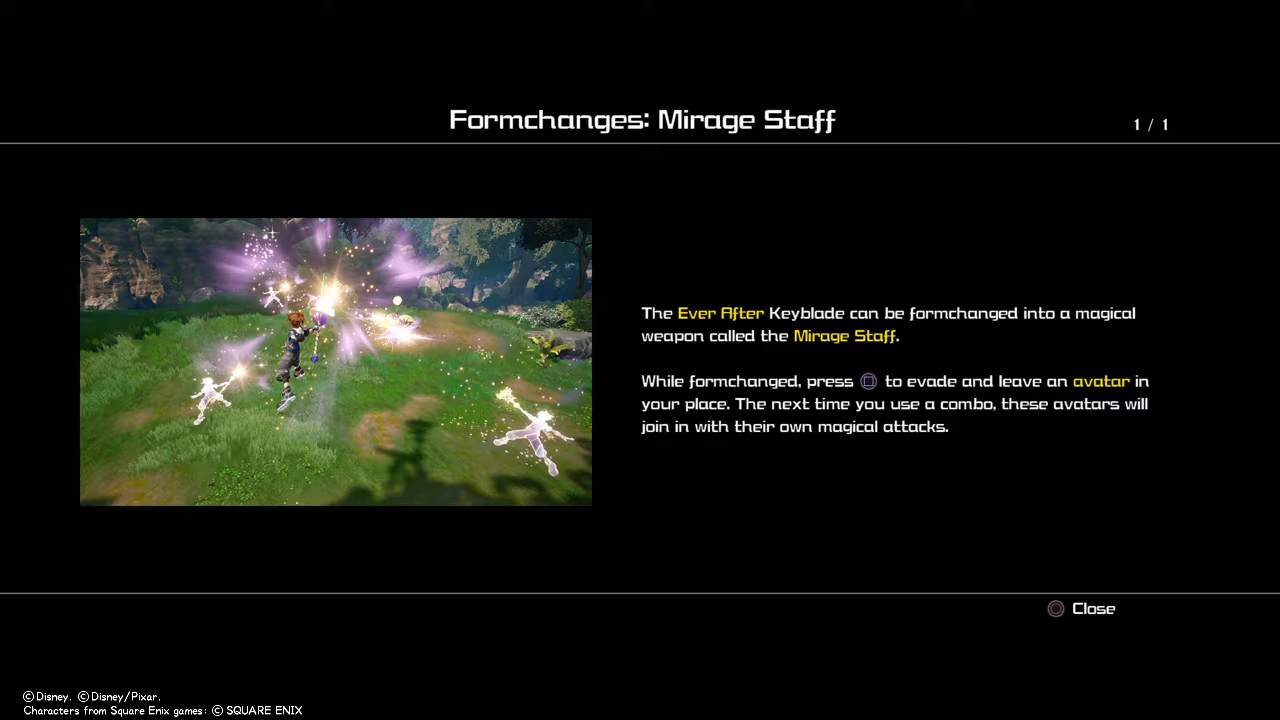 Formchanges: Mirage Staff
1 / 1
The Ever After Keyblade can be formchanged into a magical
weapon called the Mirage Staff.
While formchanged, press to evade and leave an avatar in
your place. The next time you use a combo, these avatars will
join in with their own magical attacks.
Close
©Disney. ©Disney/Pixar.
Characters from Square Enix games: © SQUARE ENIX